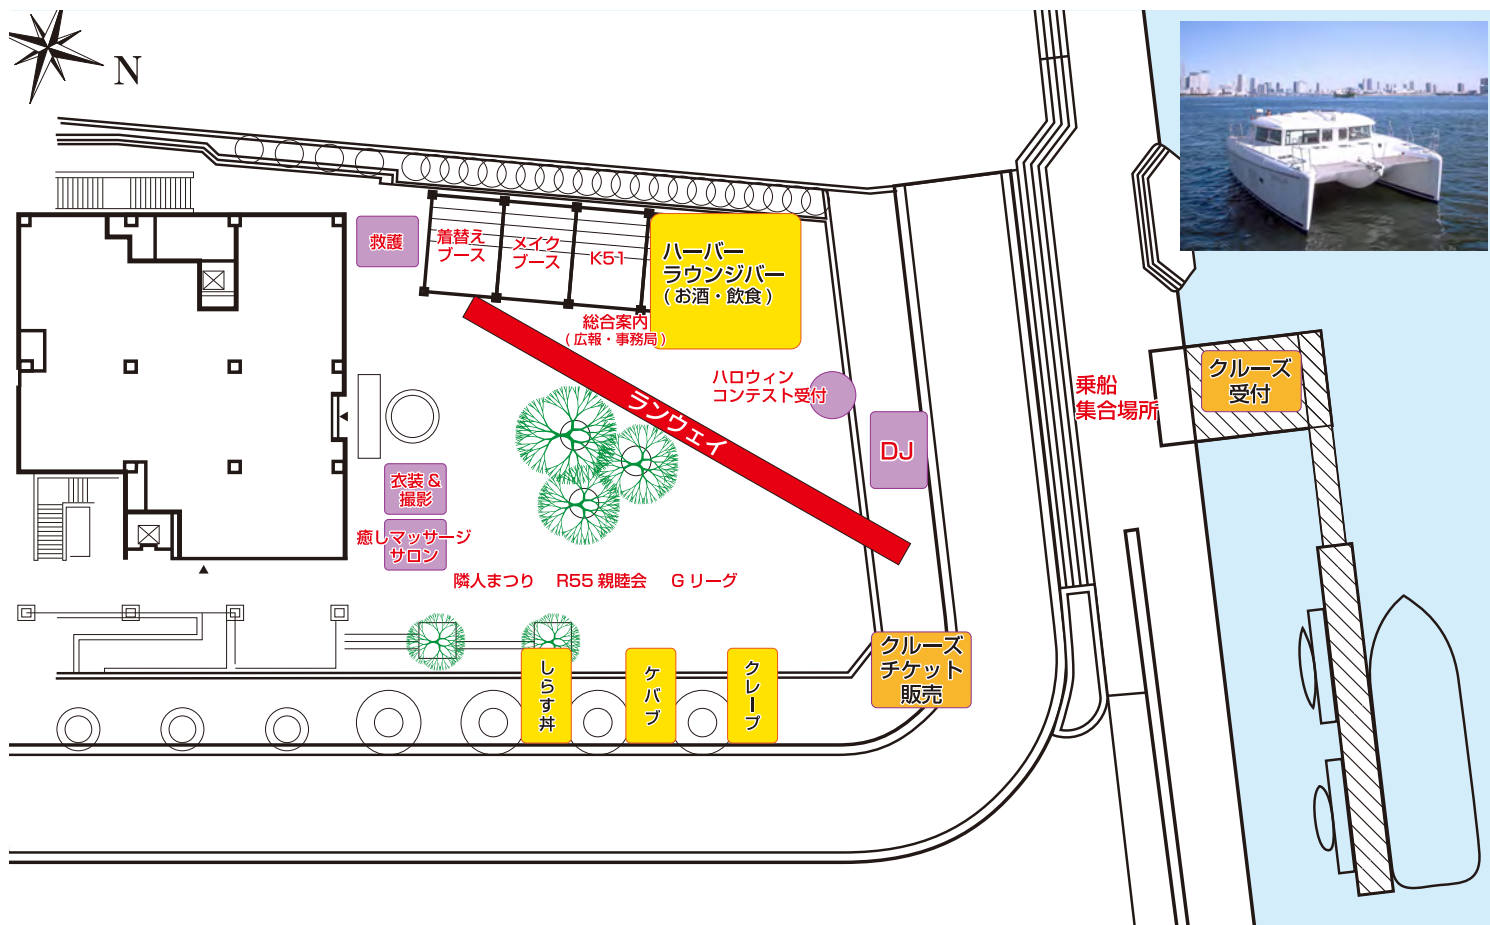 N
救護
着替え
ブース
メイク
ブース
K51
ハーバー
ラウンジバー
(お酒・飲食)
総合案内
(広報・事務局)
ハロウィン
コンテスト受付
ランウェイ
DJ
乗船
集合場所
クルーズ
受付
衣装&
撮影
癒しマッサージ
サロン
隣人まつり R55親睦会 Gリーグ
しらす丼
ケバブ
クレープ
クルーズ
チケット
販売